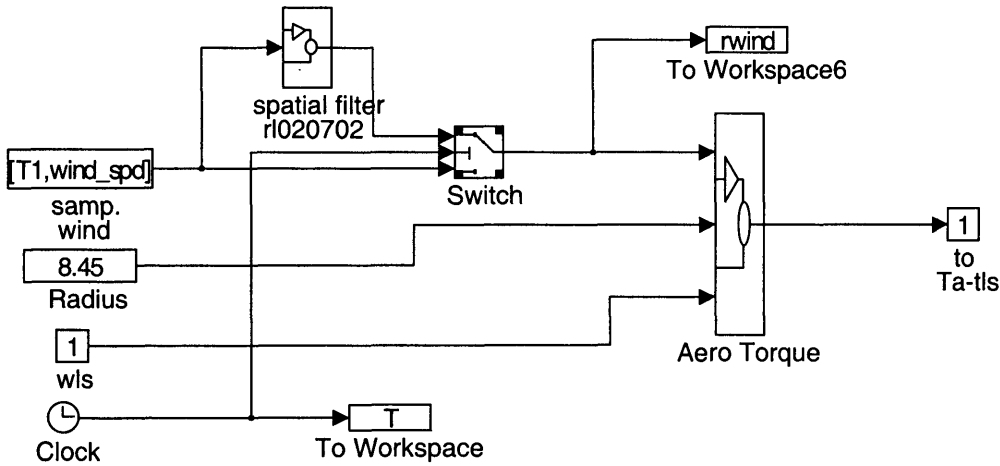 rwind
To Workspace6
spatial filter
rl020702
[T1,wind_spd]
samp.
wind
Switch
8.45
Radius
1
to
Ta-tls
1
wls
Aero Torque
Clock
T
To Workspace